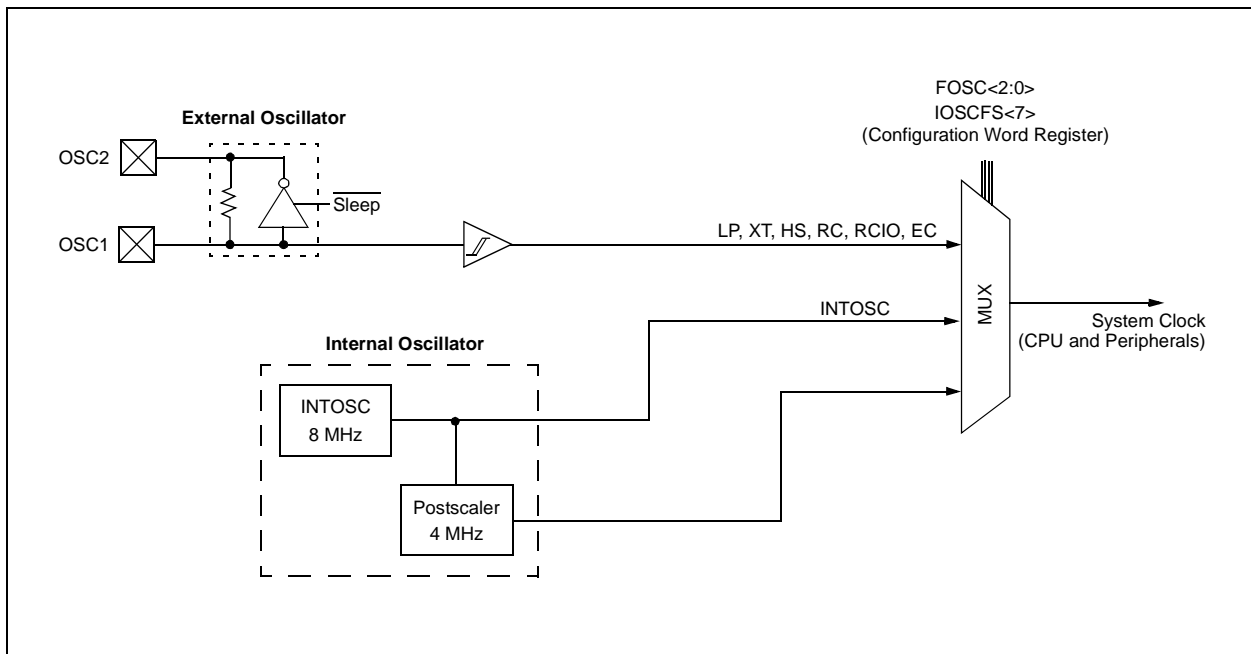 FOSC<2:0>
IOSCFS<7>
(Configuration Word Register)
External Oscillator
OSC2
Sleep
OSC1
LP, XT, HS, RC, RCIO, EC
MUX
INTOSC
System Clock
(CPU and Peripherals)
Internal Oscillator
INTOSC
8 MHz
Postscaler
4 MHz